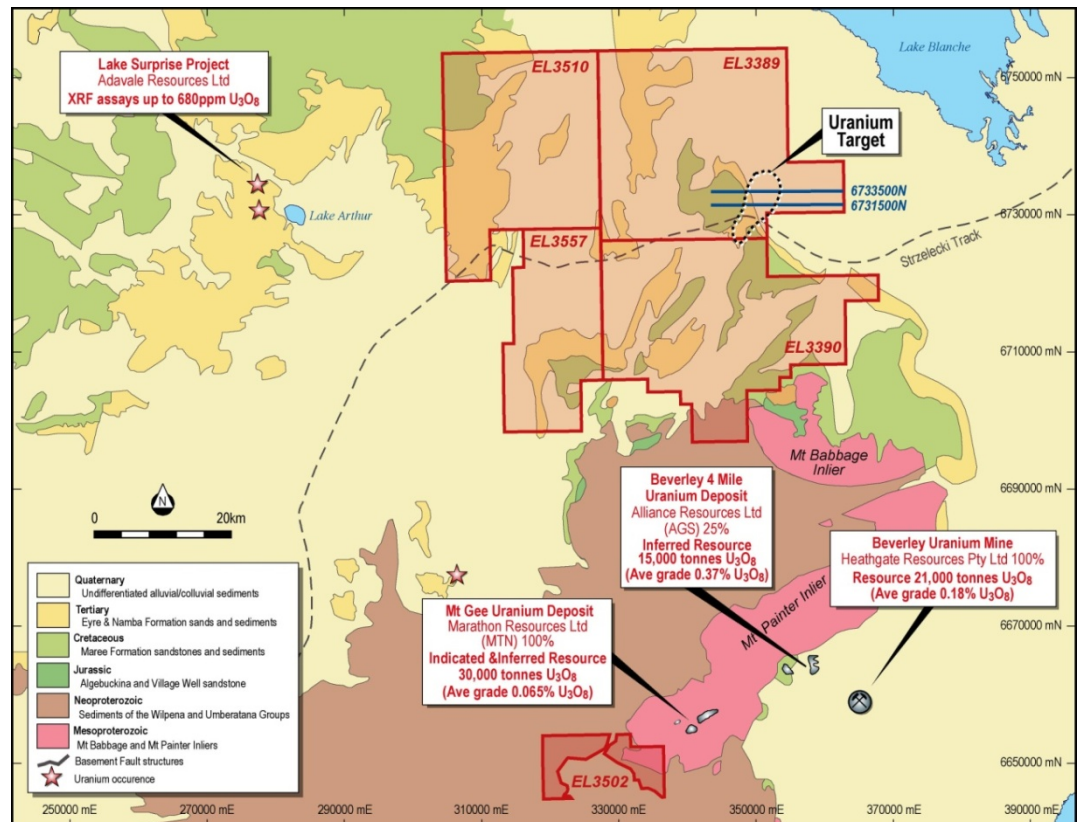 Lake Surprise Project
Adavale Resources Ltd
XRF assays up to 680ppm U₃O₈
EL3510
EL3389
Lake Blanche
6750000 mN
Uranium
Target
6733500N
6731500N
6730000 mN
Lake Arthur
EL3557
Strzelecki Track
EL3390
6710000 mN
Mt Babbage
Inlier
6690000 mN
N
0 20km
Beverley 4 Mile
Uranium Deposit
Alliance Resources Ltd
(AGS) 25%
Inferred Resource
15,000 tonnes U₃O₈
(Ave grade 0.37% U₃O₈)
Beverley Uranium Mine
Heathgate Resources Pty Ltd 100%
Resource 21,000 tonnes U₃O₈
(Ave grade 0.18% U₃O₈)
Mt Painter Inlier
6670000 mN
Mt Gee Uranium Deposit
Marathon Resources Ltd
(MTN) 100%
Indicated &Inferred Resource
30,000 tonnes U₃O₈
(Ave grade 0.065% U₃O₈)
Quaternary
Undifferentiated alluvial/colluvial sediments
Tertiary
Eyre & Namba Formation sands and sediments
Cretaceous
Maree Formation sandstones and sediments
Jurassic
Algebuckina and Village Well sandstone
Neoproterozoic
Sediments of the Wilpena and Umberatana Groups
Mesoproterozoic
Mt Babbage and Mt Painter Inliers
Basement Fault structures
Uranium occurence
EL3502
6650000 mN
250000 mE
270000 mE
290000 mE
310000 mE
330000 mE
350000 mE
370000 mE
390000 mE